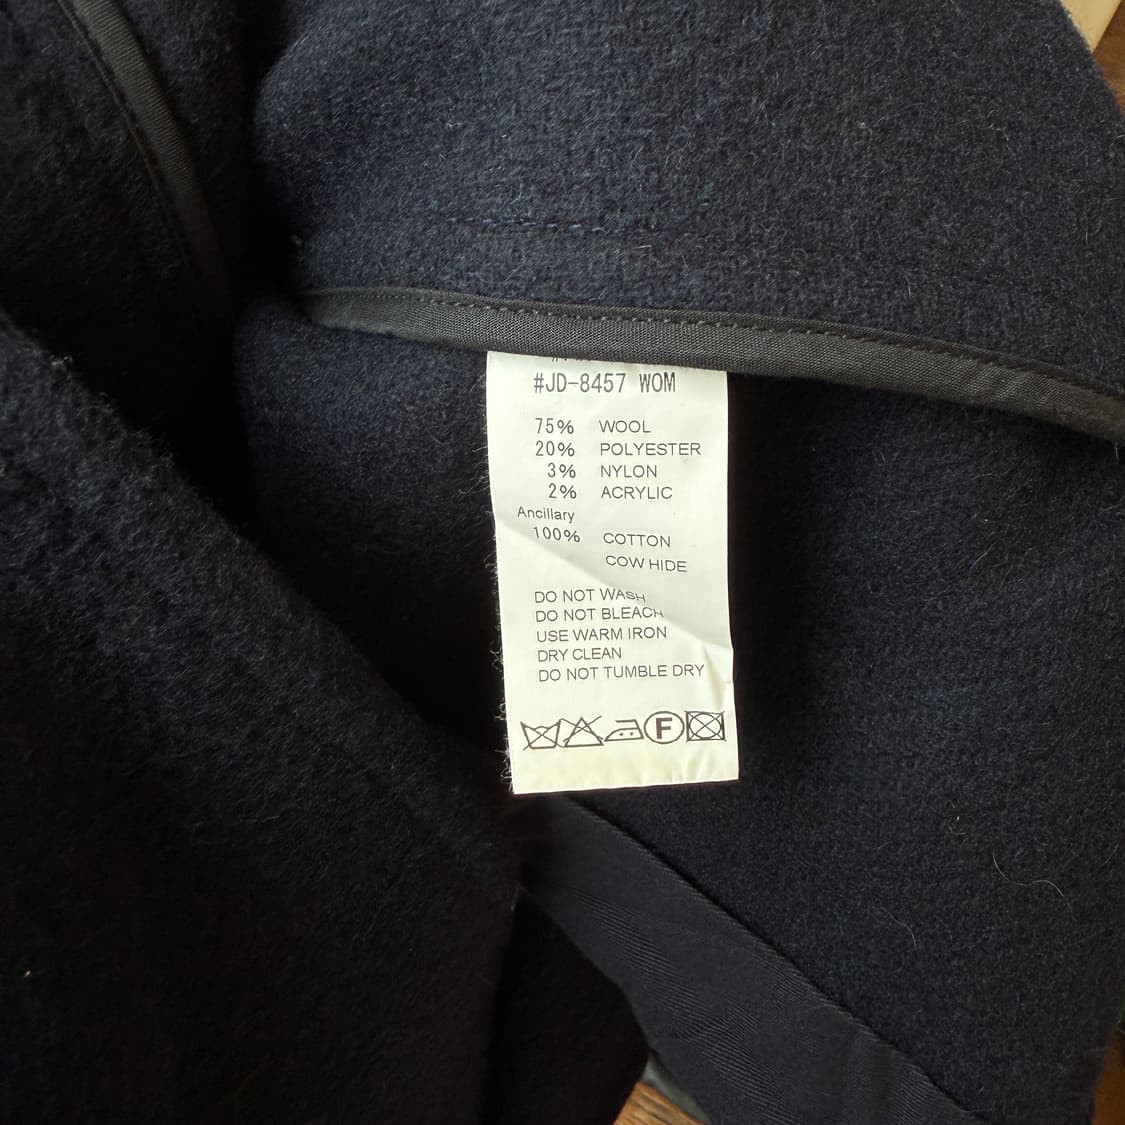 #JD-8457 WOM
75% WOOL
20% POLYESTER
3% NYLON
2% ACRYLIC
Ancillary
100% COTTON
COW HIDE
DO NOT WASH
DO NOT BLEACH
USE WARM IRON
DRY CLEAN
DO NOT TUMBLE DRY
F